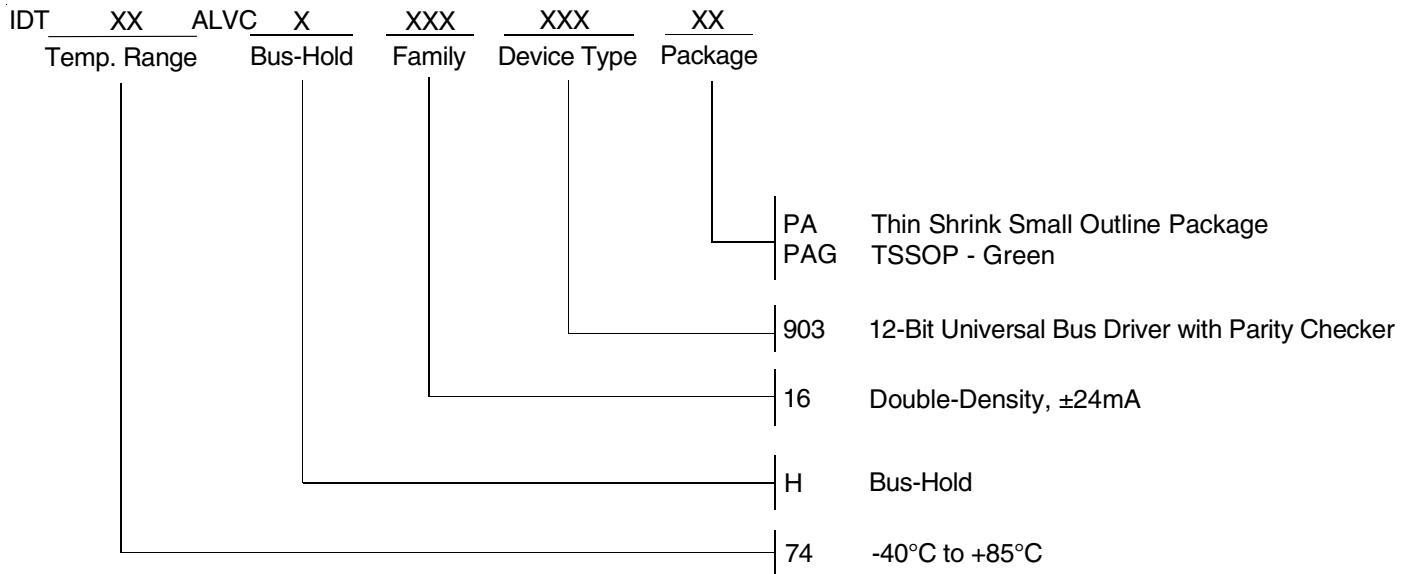 IDT XX ALVC X XXX XXX XX
Temp. Range Bus-Hold Family Device Type Package
PA Thin Shrink Small Outline Package
PAG TSSOP - Green
903 12-Bit Universal Bus Driver with Parity Checker
16 Double-Density, ±24mA
H Bus-Hold
74 -40°C to +85°C